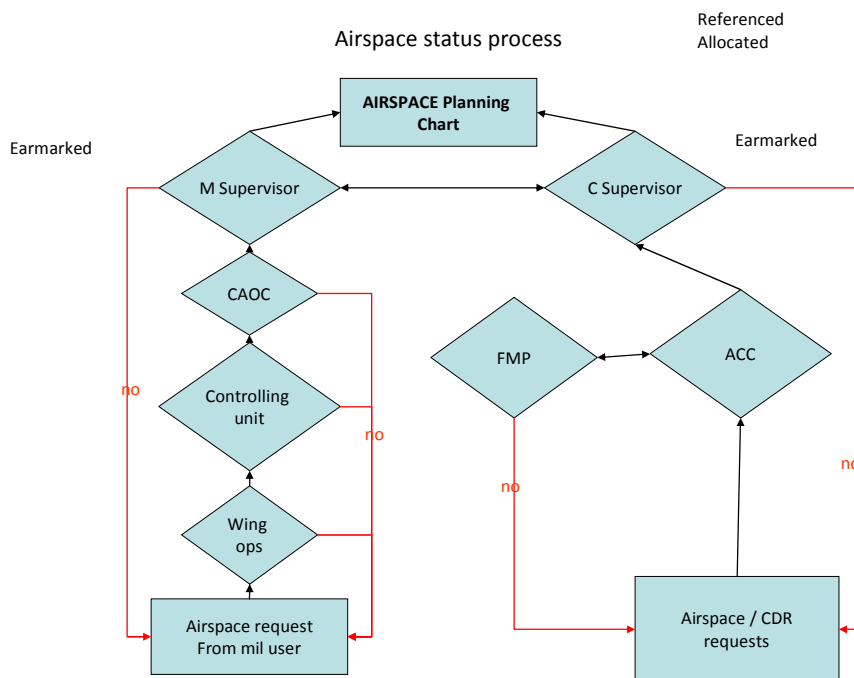 Referenced
Allocated
Airspace status process
AIRSPACE Planning
Chart
Earmarked
Earmarked
M Supervisor
C Supervisor
CAOC
FMP
ACC
no
Controlling
unit
no
no
no
Wing
ops
Airspace request
From mil user
Airspace / CDR
requests